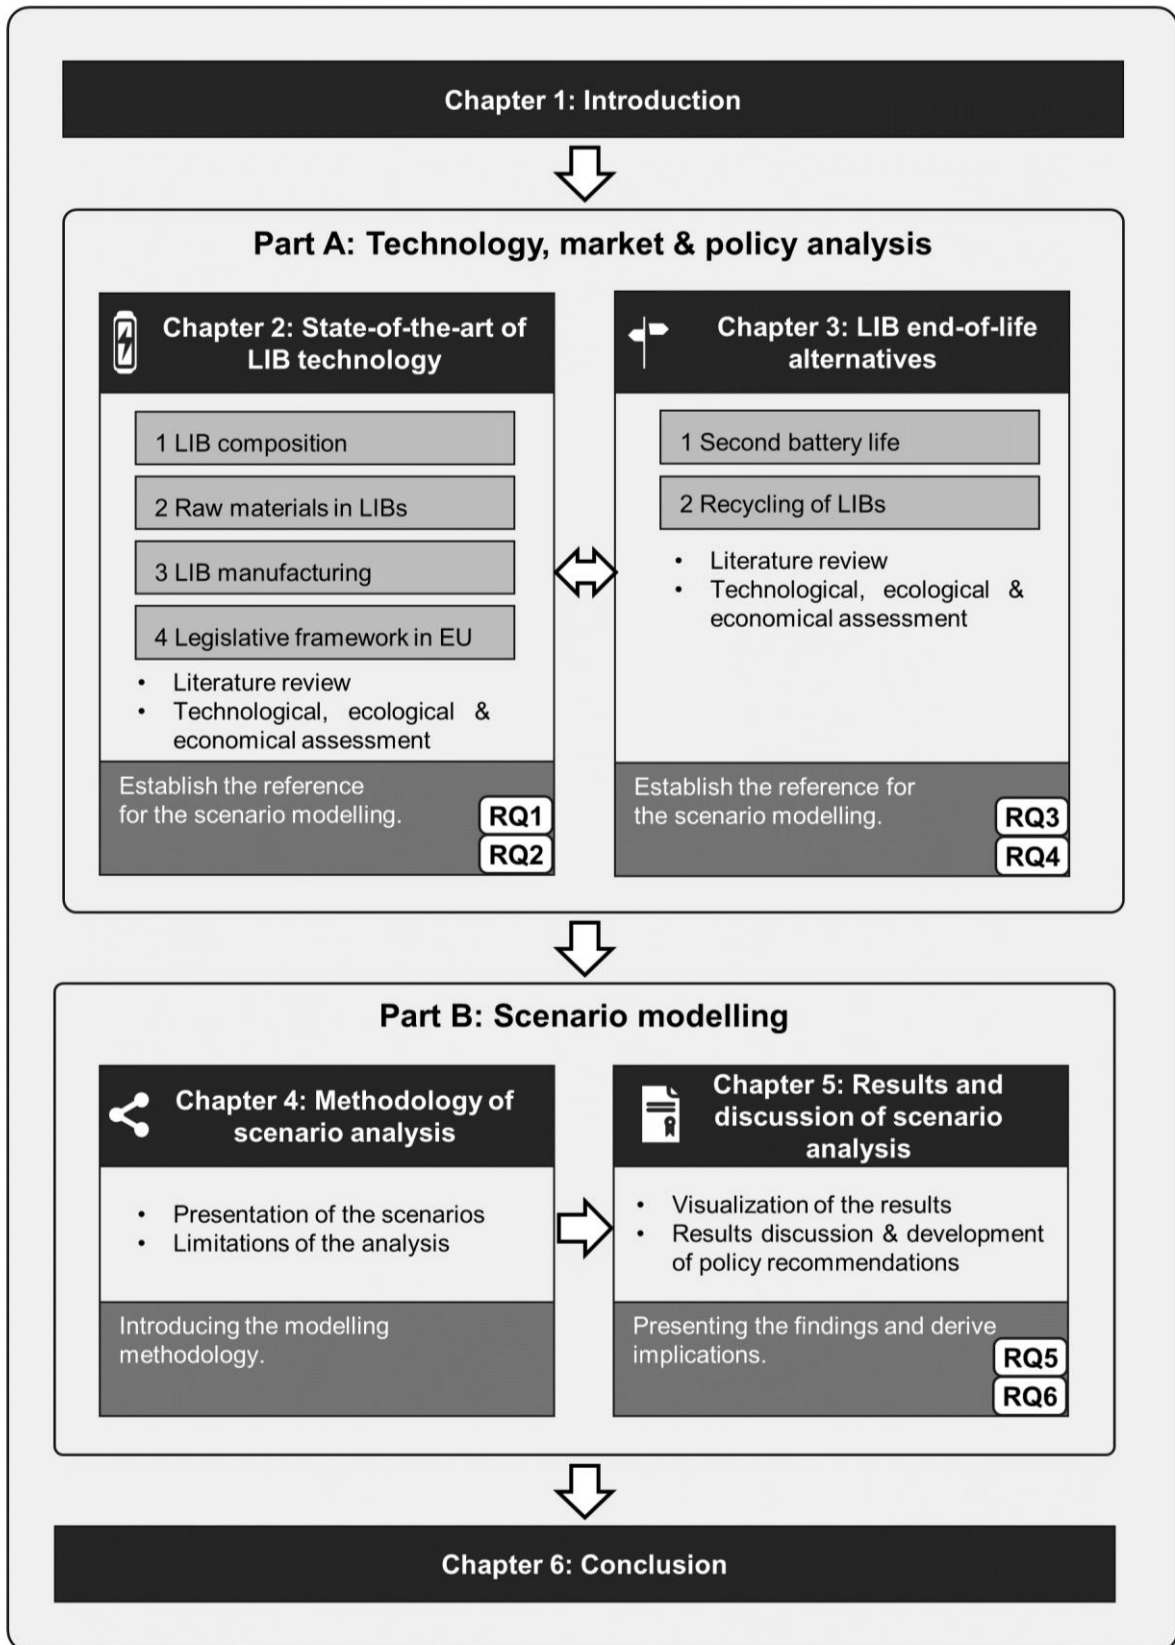 Chapter 1: Introduction
Part A: Technology, market & policy analysis
Chapter 2: State-of-the-art of
LIB technology
1 LIB composition
2 Raw materials in LIBs
3 LIB manufacturing
4 Legislative framework in EU
• Literature review
• Technological, ecological &
economical assessment
Establish the reference
for the scenario modelling.
RQ1
RQ2
Chapter 3: LIB end-of-life
alternatives
1 Second battery life
2 Recycling of LIBs
• Literature review
• Technological, ecological &
economical assessment
Establish the reference for
the scenario modelling.
RQ3
RQ4
Part B: Scenario modelling
Chapter 4: Methodology of
scenario analysis
• Presentation of the scenarios
• Limitations of the analysis
Introducing the modelling
methodology.
Chapter 5: Results and
discussion of scenario
analysis
• Visualization of the results
• Results discussion & development
of policy recommendations
Presenting the findings and derive
implications.
RQ5
RQ6
Chapter 6: Conclusion